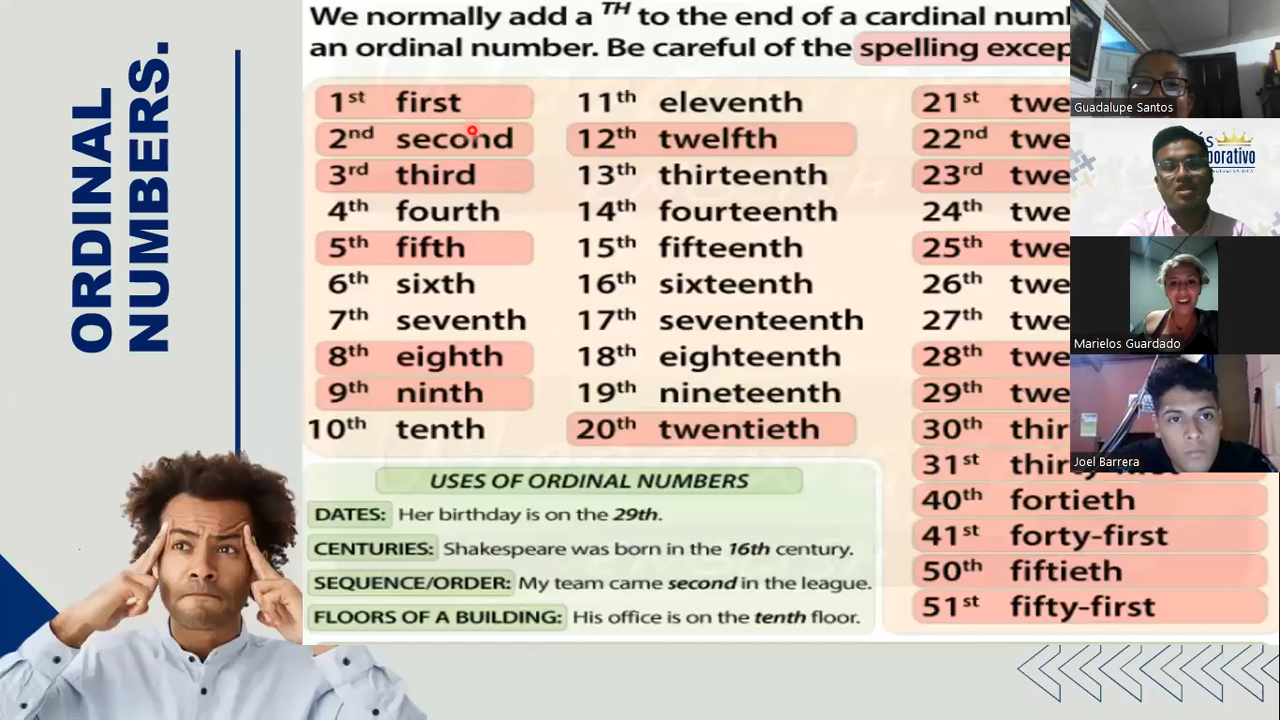 ORDINAL
NUMBERS.
We normally add a TH to the end of a cardinal
an ordinal number. Be careful of the spelling
1st first
2nd second
3rd third
4th fourth
5th fifth
6th sixth
7th seventh
8th eighth
9th ninth
10th tenth
11th eleventh
12th twelfth
13th thirteenth
14th fourteenth
15th fifteenth
16th sixteenth
17th seventeenth
18th eighteenth
19th nineteenth
20th twentieth
21st
22nd
23rd
24th
25th
26th
27th
28th
29th
30th
31st
40th fortieth
41st forty-first
50th fiftieth
51st fifty-first
USES OF ORDINAL NUMBERS
DATES: Her birthday is on the 29th.
CENTURIES: Shakespeare was born in the 16th century.
SEQUENCE/ORDER: My team came second in the league.
FLOORS OF A BUILDING: His office is on the tenth floor.
Guadalupe Santos
Marielos Guardado
Joel Barrera